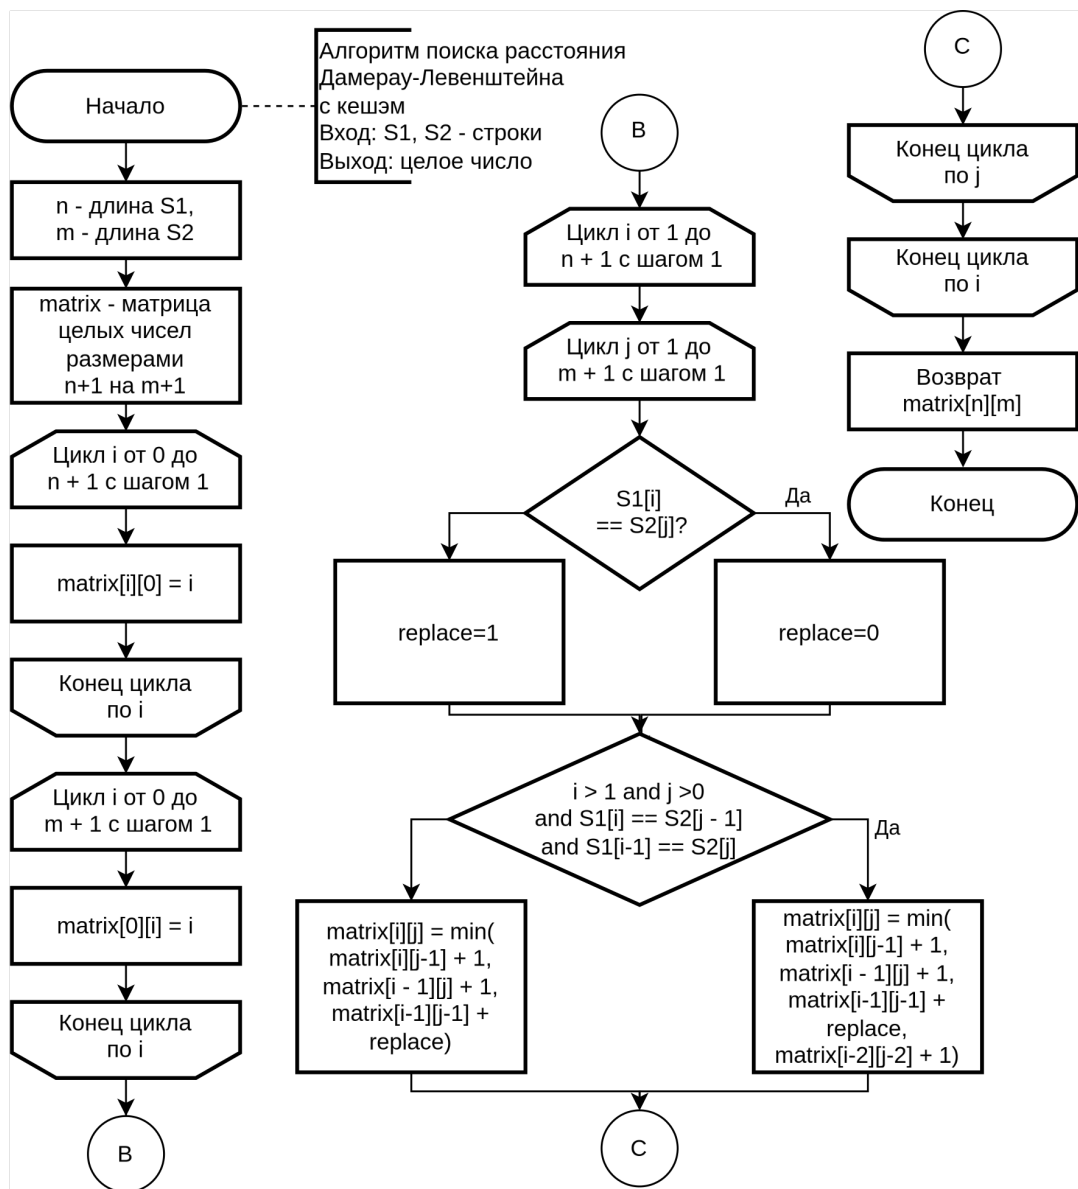 Начало
Алгоритм поиска расстояния
Дамерау-Левенштейна
с кешэм
Вход: S1, S2 - строки
Выход: целое число
n - длина S1,
m - длина S2
matrix - матрица
целых чисел
размерами
n+1 на m+1
Цикл i от 0 до
n + 1 с шагом 1
matrix[i][0] = i
Конец цикла
по i
Цикл i от 0 до
m + 1 с шагом 1
matrix[0][i] = i
Конец цикла
по i
B
B
Цикл i от 1 до
n + 1 с шагом 1
Цикл j от 1 до
m + 1 с шагом 1
S1[i]
== S2[j]?
Да
replace=1
replace=0
i > 1 and j >0
and S1[i] == S2[j - 1]
and S1[i-1] == S2[j]
Да
matrix[i][j] = min(
matrix[i][j-1] + 1,
matrix[i - 1][j] + 1,
matrix[i-1][j-1] +
replace)
matrix[i][j] = min(
matrix[i][j-1] + 1,
matrix[i - 1][j] + 1,
matrix[i-1][j-1] +
replace,
matrix[i-2][j-2] + 1)
C
C
Конец цикла
по j
Конец цикла
по i
Возврат
matrix[n][m]
Конец